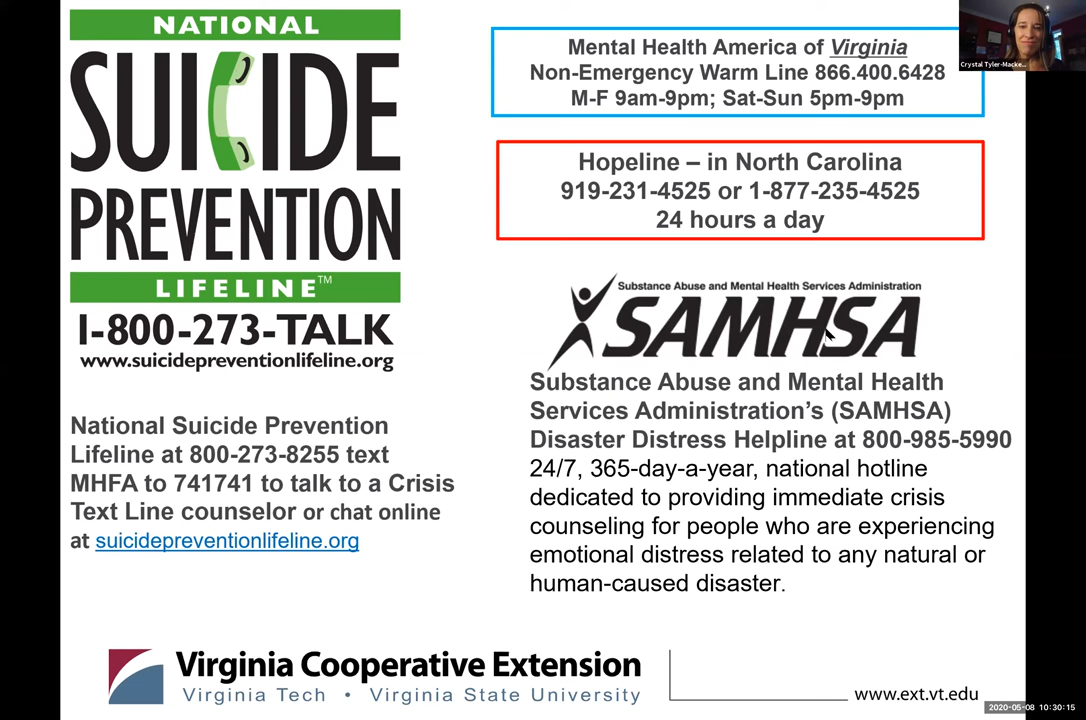 NATIONAL
SUICIDE
PREVENTION
LIFELINE™
1-800-273-TALK
www.suicidepreventionlifeline.org
National Suicide Prevention
Lifeline at 800-273-8255 text
MHFA to 741741 to talk to a Crisis
Text Line counselor or chat online
at suicidepreventionlifeline.org
Mental Health America of Virginia
Non-Emergency Warm Line 866.400.6428
M-F 9am-9pm; Sat-Sun 5pm-9pm
Crystal Tyler-Macke...
Hopeline – in North Carolina
919-231-4525 or 1-877-235-4525
24 hours a day
Substance Abuse and Mental Health Services Administration
SAMHSA
Substance Abuse and Mental Health
Services Administration’s (SAMHSA)
Disaster Distress Helpline at 800-985-5990
24/7, 365-day-a-year, national hotline
dedicated to providing immediate crisis
counseling for people who are experiencing
emotional distress related to any natural or
human-caused disaster.
Virginia Cooperative Extension
Virginia Tech • Virginia State University
www.ext.vt.edu
2020-05-08 10:30:15